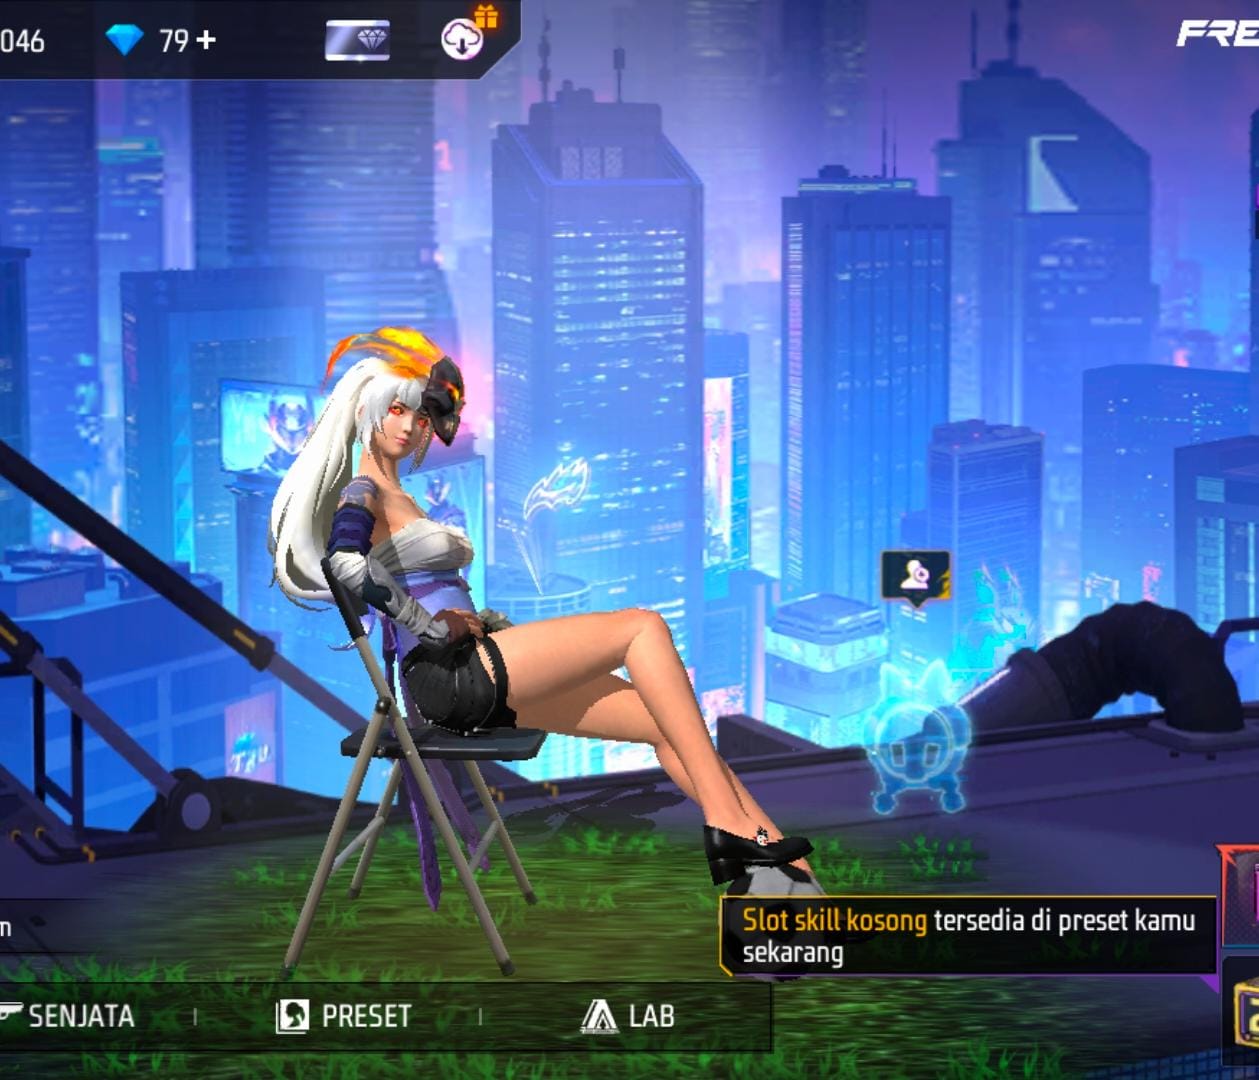 046
79+
FRE
m
Slot skill kosong tersedia di preset kamu
sekarang
SENJATA
PRESET
LAB